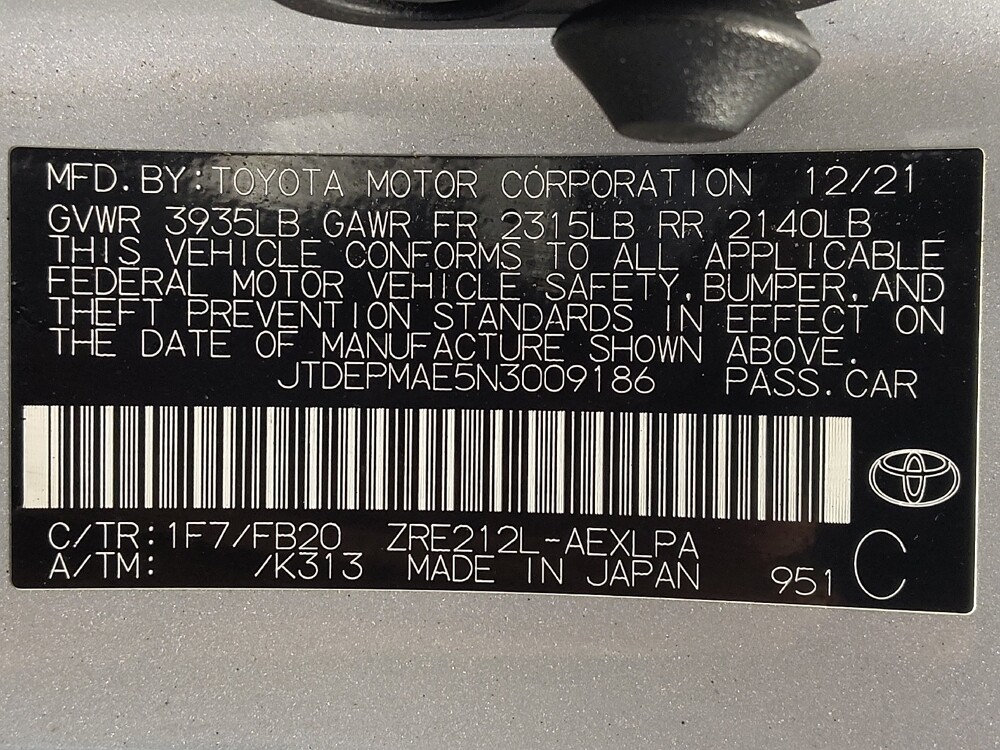 MFD.BY:TOYOTA MOTOR CORPORATION 12/21
GVWR 3935LB GAWR FR 2315LB RR 2140LB
THIS VEHICLE CONFORMS TO ALL APPLICABLE
FEDERAL MOTOR VEHICLE SAFETY,BUMPER,AND
THEFT PREVENTION STANDARDS IN EFFECT ON
THE DATE OF MANUFACTURE SHOWN ABOVE.
JTDEPMAE5N3009186 PASS.CAR
C/TR:1F7/FB20 ZRE212L-AEXLPA
A/TM: /K313 MADE IN JAPAN 951 C